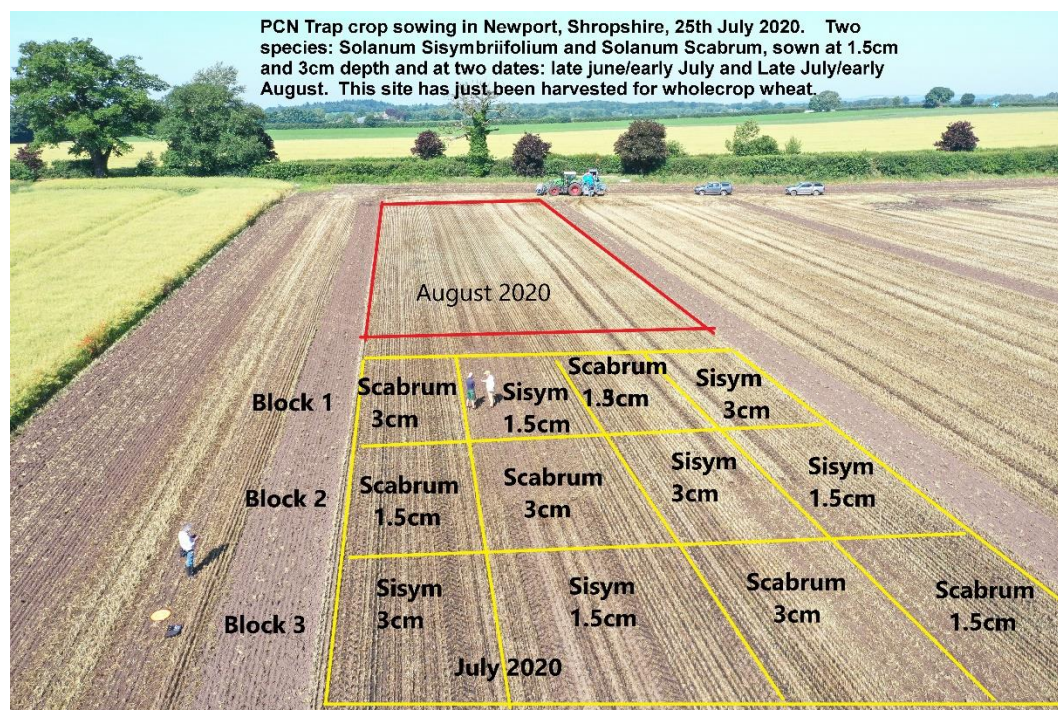 PCN Trap crop sowing in Newport, Shropshire, 25th July 2020. Two
species: Solanum Sisymbriifolium and Solanum Scabrum, sown at 1.5cm
and 3cm depth and at two dates: late june/early July and Late July/early
August. This site has just been harvested for wholecrop wheat.
August 2020
Block 1
Scabrum
3cm
Sisym
1.5cm
Scabrum
1.5cm
Sisym
3cm
Block 2
Scabrum
1.5cm
Scabrum
3cm
Sisym
3cm
Sisym
1.5cm
Block 3
Sisym
3cm
Sisym
1.5cm
Scabrum
3cm
Scabrum
1.5cm
July 2020